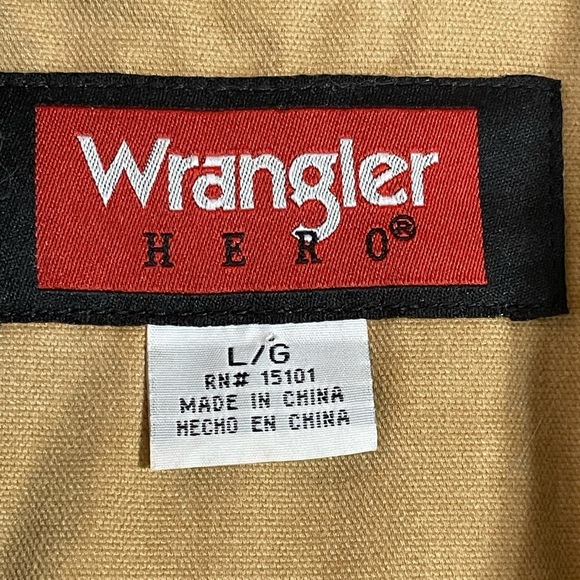 Wrangler
HERO®
L/G
RN# 15101
MADE IN CHINA
HECHO EN CHINA